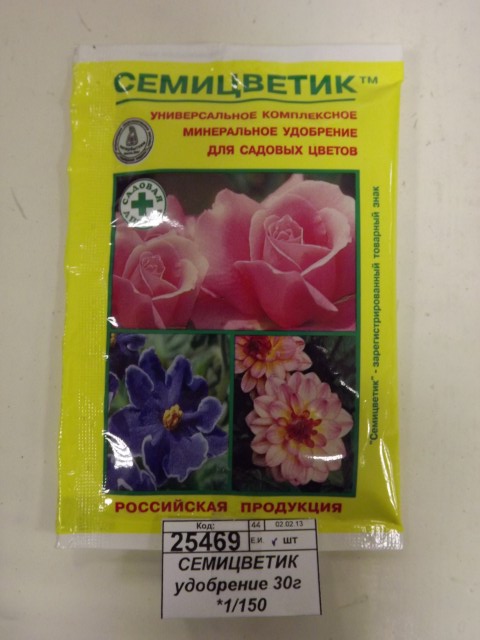 СЕМИЦВЕТИК™
УНИВЕРСАЛЬНОЕ КОМПЛЕКСНОЕ
МИНЕРАЛЬНОЕ УДОБРЕНИЕ
ДЛЯ САДОВЫХ ЦВЕТОВ
САДОВАЯ
"Семицветик" - зарегистрированный товарный знак
РОССИЙСКАЯ ПРОДУКЦИЯ
Код: 44 02.02.13
25469 Е.И. шт
СЕМИЦВЕТИК
удобрение 30г
*1/150